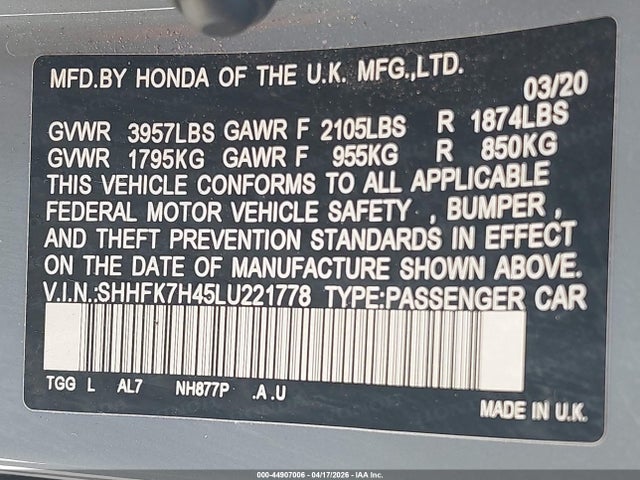 MFD.BY HONDA OF THE U.K. MFG.,LTD.
03/20
GVWR 3957LBS GAWR F 2105LBS R 1874LBS
GVWR 1795KG GAWR F 955KG R 850KG
THIS VEHICLE CONFORMS TO ALL APPLICABLE
FEDERAL MOTOR VEHICLE SAFETY , BUMPER ,
AND THEFT PREVENTION STANDARDS IN EFFECT
ON THE DATE OF MANUFACTURE SHOWN ABOVE.
V.I.N.:SHHFK7H45LU221778 TYPE:PASSENGER CAR
TGG L AL7 NH877P .A .U
MADE IN U.K.
000-44907006 - 04/17/2026 - IAA Inc.